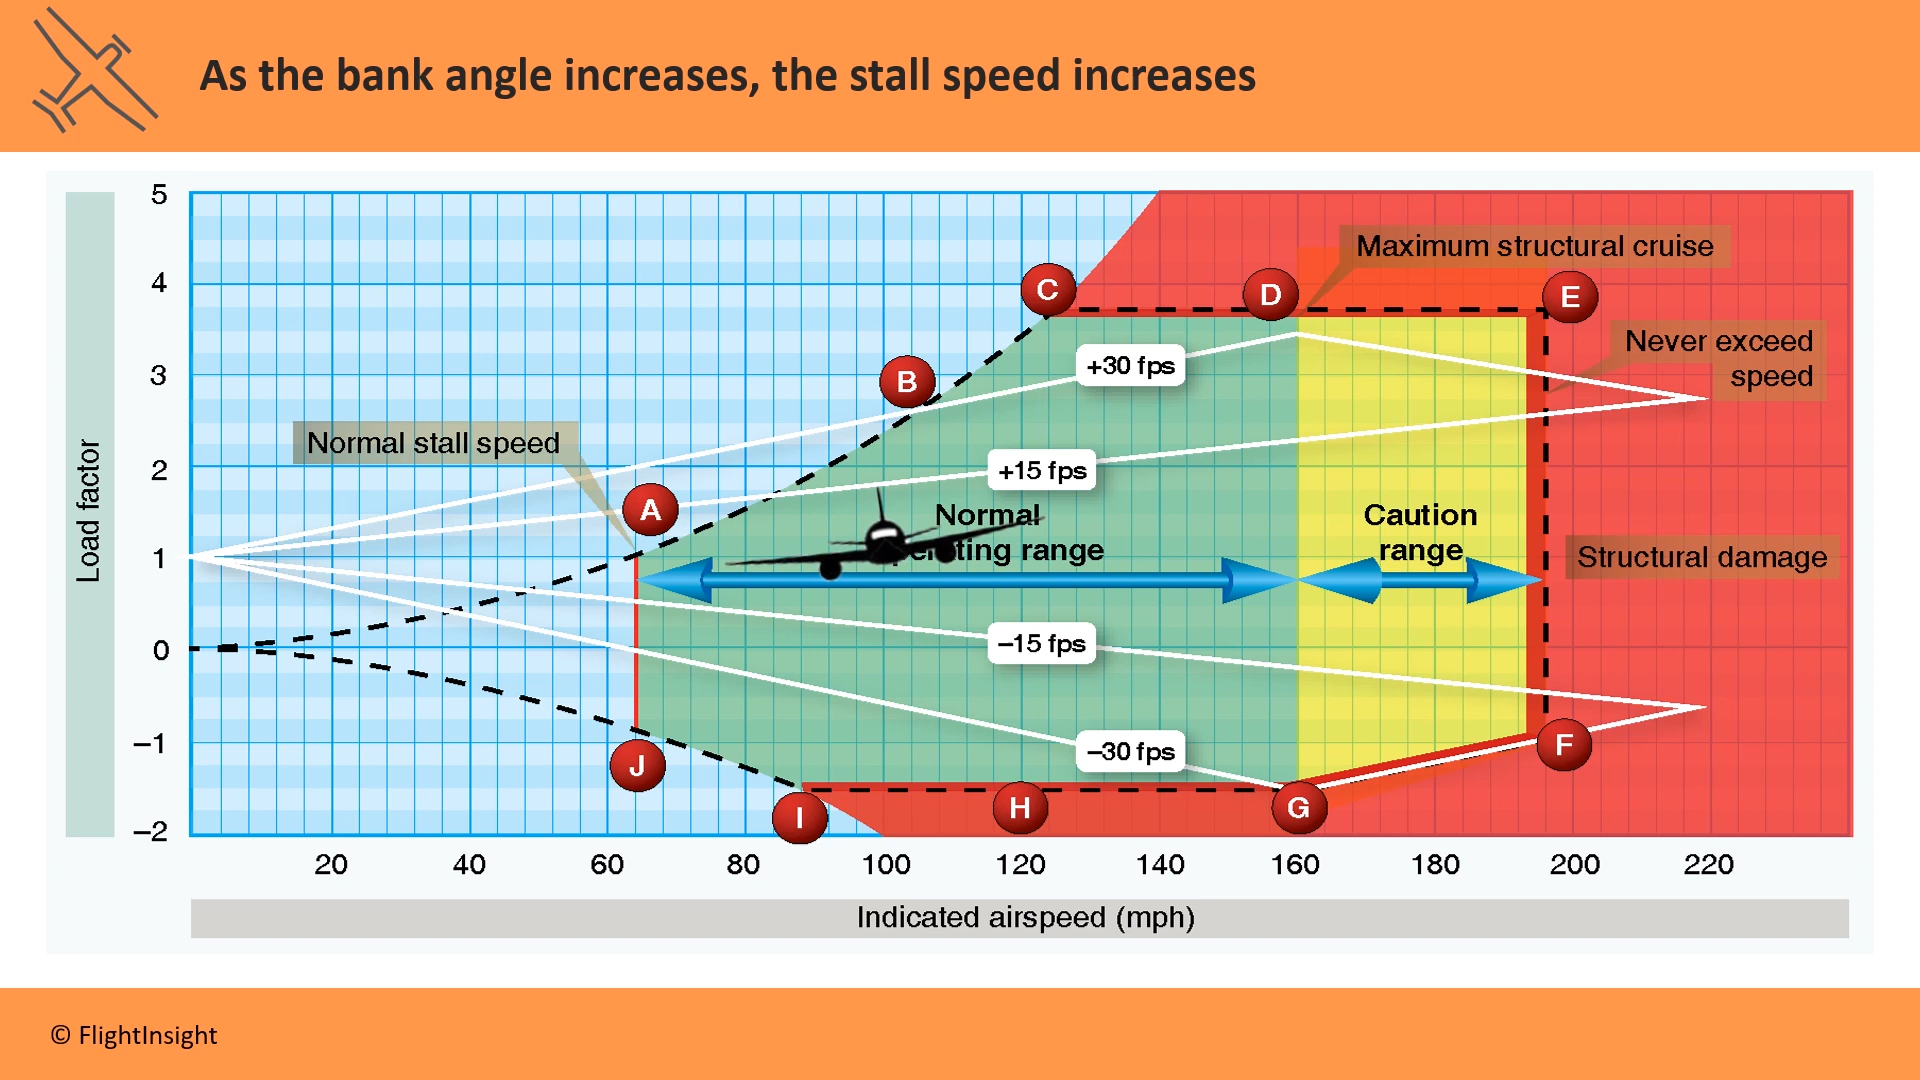 As the bank angle increases, the stall speed increases
5
4
3
2
1
0
–1
–2
Load factor
Maximum structural cruise
C
D
E
Never exceed
speed
B
+30 fps
Normal stall speed
+15 fps
A
Normal
range
Caution
range
Structural damage
–15 fps
–30 fps
J
I
H
G
F
20
40
60
80
100
120
140
160
180
200
220
Indicated airspeed (mph)
© FlightInsight